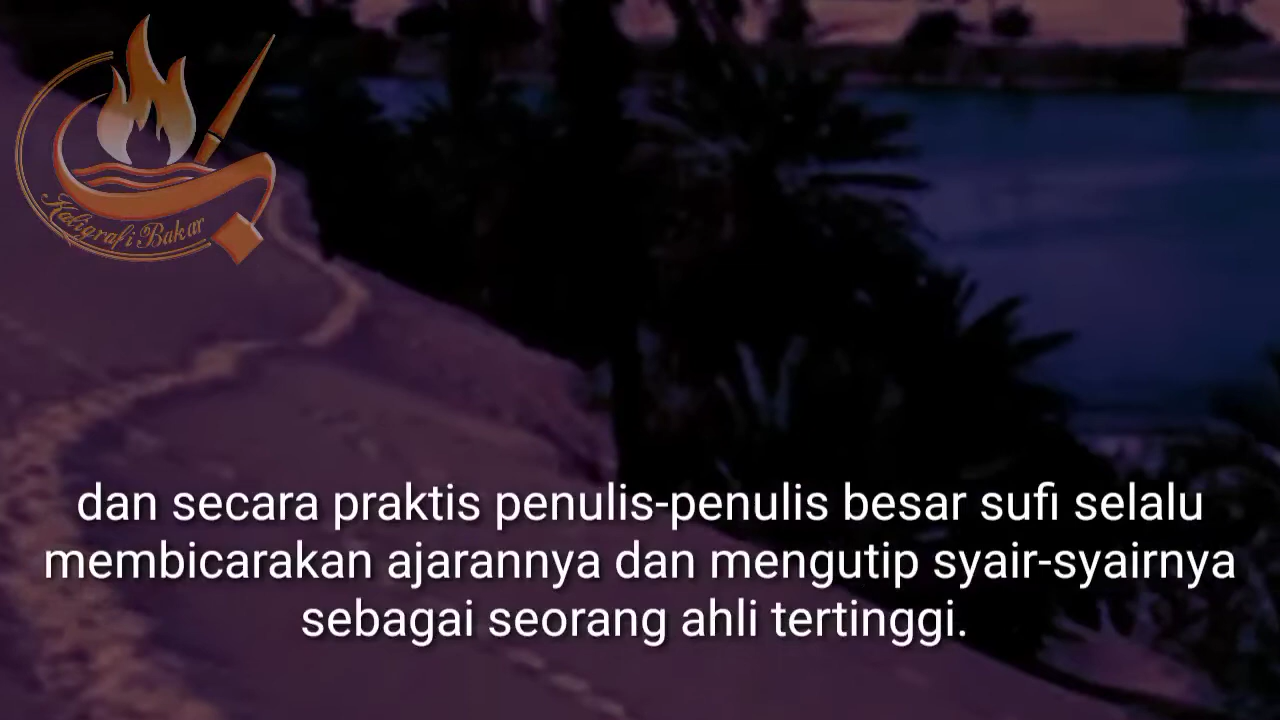 Kaligrafi Bakar
dan secara praktis penulis-penulis besar sufi selalu
membicarakan ajarannya dan mengutip syair-syairnya
sebagai seorang ahli tertinggi.